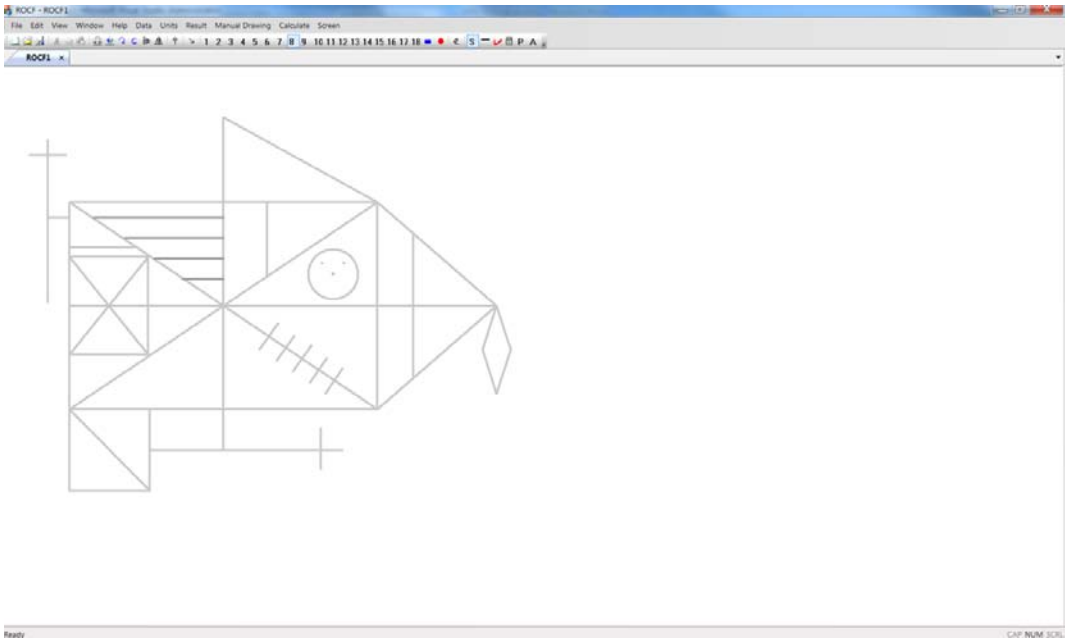 ROCF - ROCF1
File Edit View Window Help Data Units Result Manual Drawing Calculate Screen
1 2 3 4 5 6 7 8 9 10 11 12 13 14 15 16 17 18 S P A
ROCF1
Ready CAP NUM SCRL